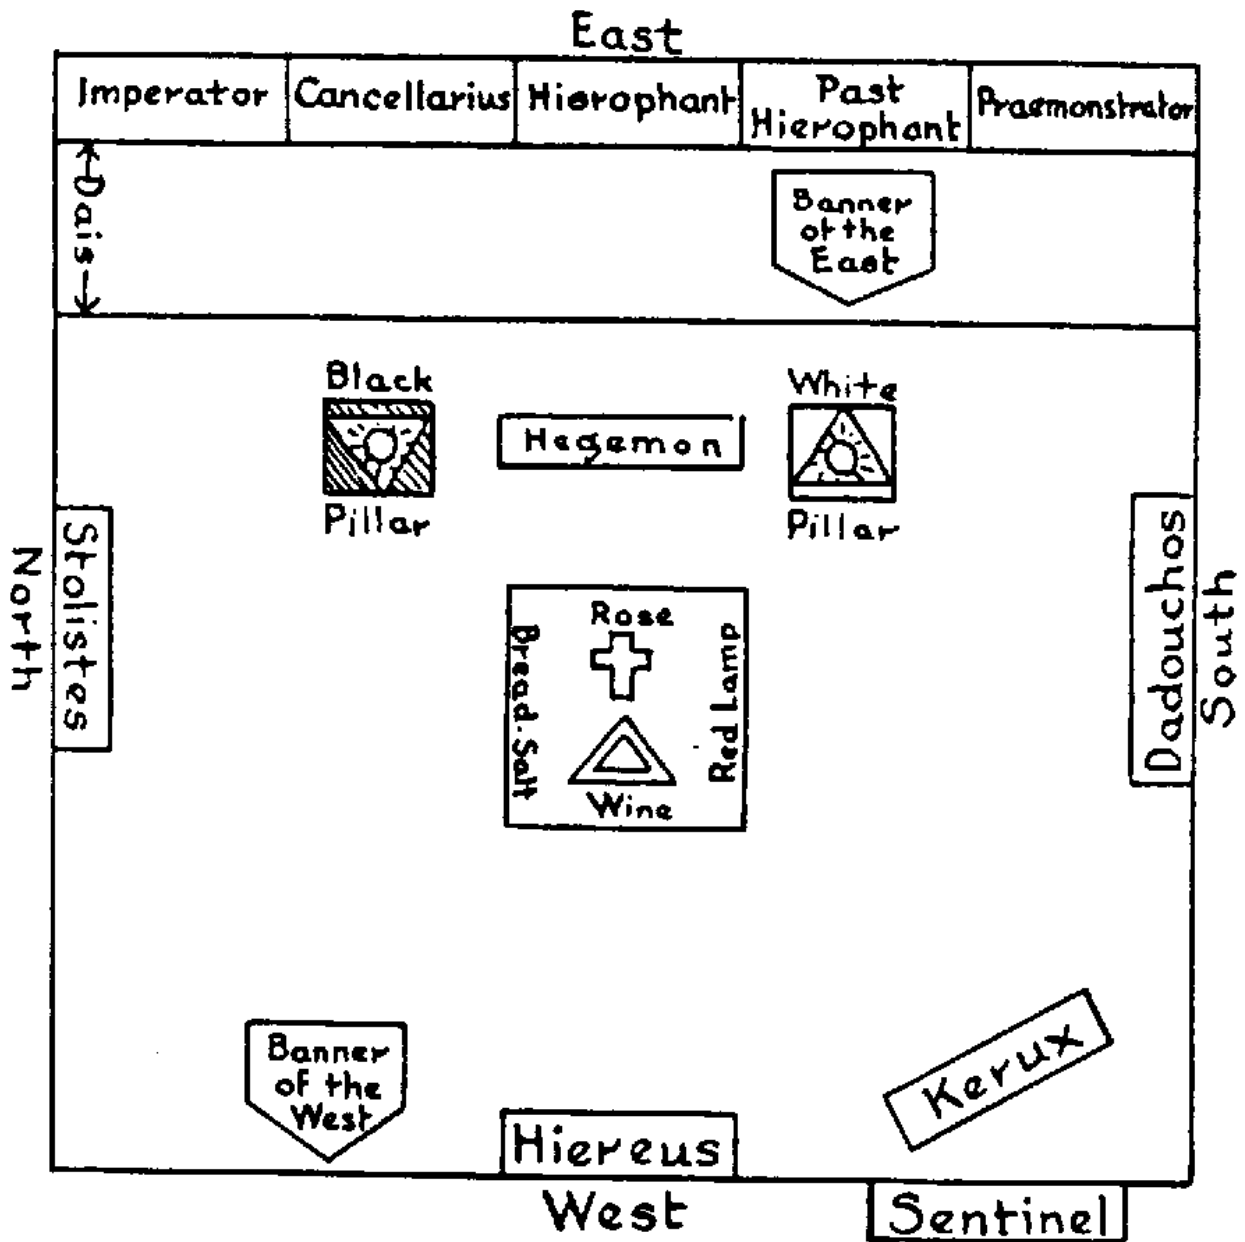 East
Imperator
Cancellarius
Hierophant
Past
Hierophant
Praemonstrator
Dais
Banner
of the
East
Black
Pillar
Hegemon
White
Pillar
North
Stolistes
Rose
Bread. Salt
Red Lamp
Wine
Dadouchos
South
Banner
of the
West
Hiereus
Kerux
West
Sentinel